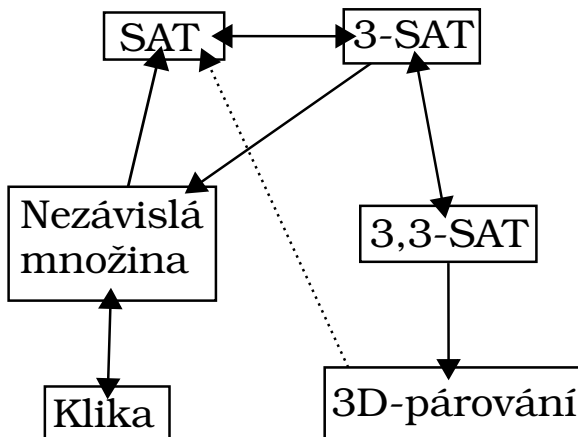 SAT
3-SAT
Nezávislá
množina
3,3-SAT
Klika
3D-párování